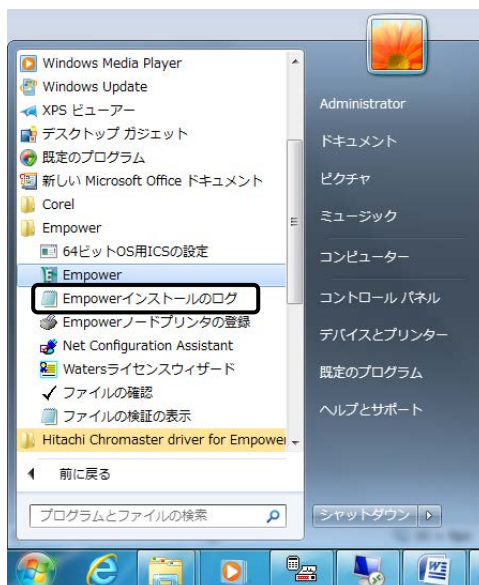 Windows Media Player
Windows Update
XPS ビューアー
デスクトップ ガジェット
既定のプログラム
新しい Microsoft Office ドキュメント
Corel
Empower
64ビットOS用ICSの設定
Empower
Empowerインストールのログ
Empowerノードプリンタの登録
Net Configuration Assistant
Watersライセンスウィザード
ファイルの確認
ファイルの検証の表示
Hitachi Chromaster driver for Empower
前に戻る
プログラムとファイルの検索
Administrator
ドキュメント
ピクチャ
ミュージック
コンピューター
コントロール パネル
デバイスとプリンター
既定のプログラム
ヘルプとサポート
シャットダウン